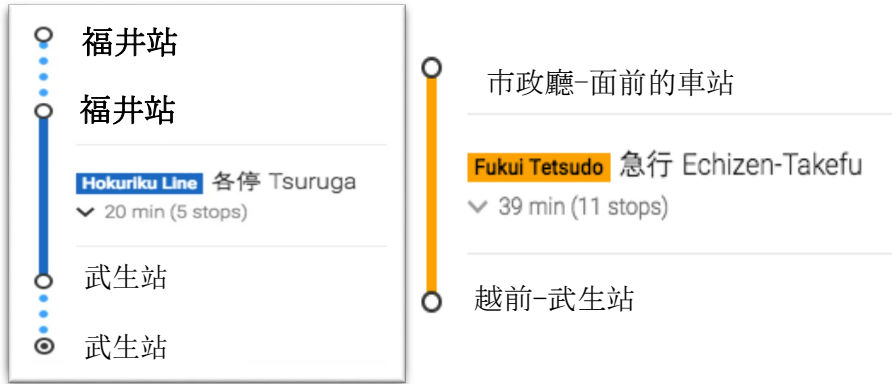 福井站
福井站
Hokuriku Line 各停 Tsuruga
20 min (5 stops)
武生站
武生站
市政廳-面前的車站
Fukui Tetsudo 急行 Echizen-Takefu
39 min (11 stops)
越前-武生站